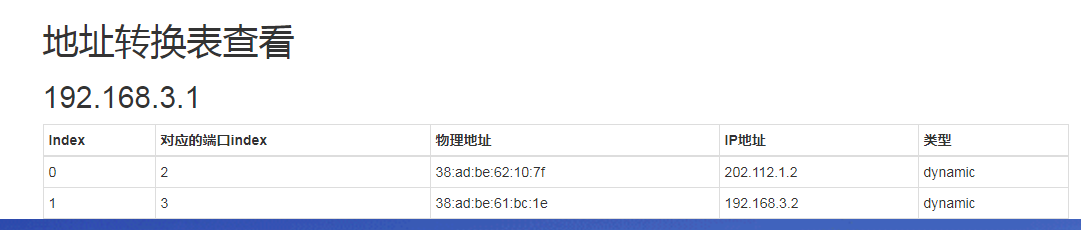 地址转换表查看
192.168.3.1
Index 对应的端口index 物理地址 IP地址 类型
0 2 38:ad:be:62:10:7f 202.112.1.2 dynamic
1 3 38:ad:be:61:bc:1e 192.168.3.2 dynamic